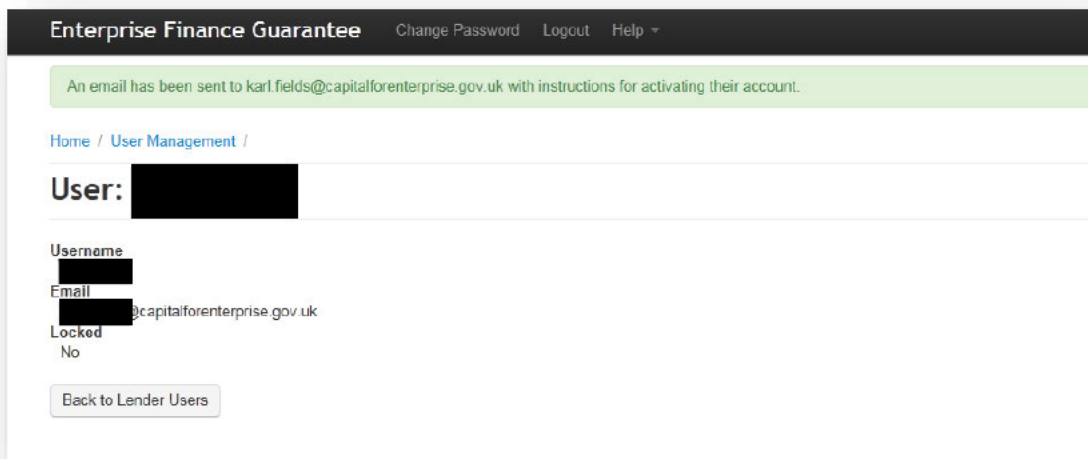 Enterprise Finance Guarantee Change Password Logout Help
An email has been sent to karl.fields@capitalforenterprise.gov.uk with instructions for activating their account.
Home / User Management /
User:
Username
Email
@capitalforenterprise.gov.uk
Locked
No
Back to Lender Users